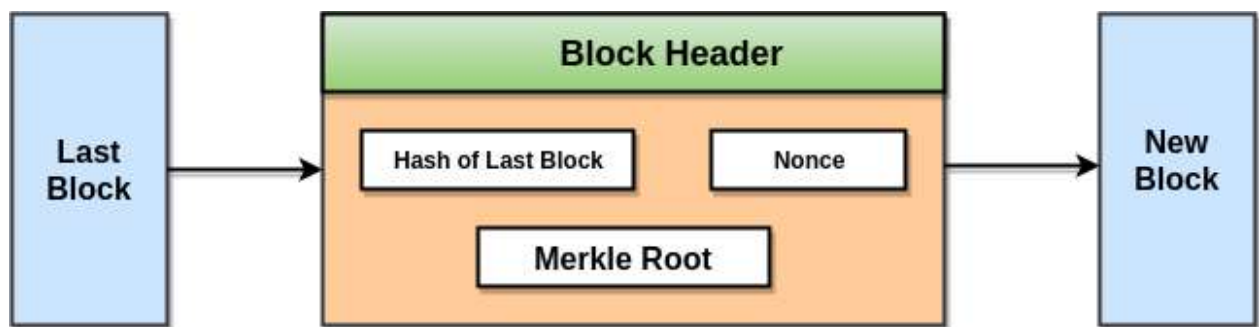 Last
Block
Block Header
Hash of Last Block
Nonce
Merkle Root
New
Block